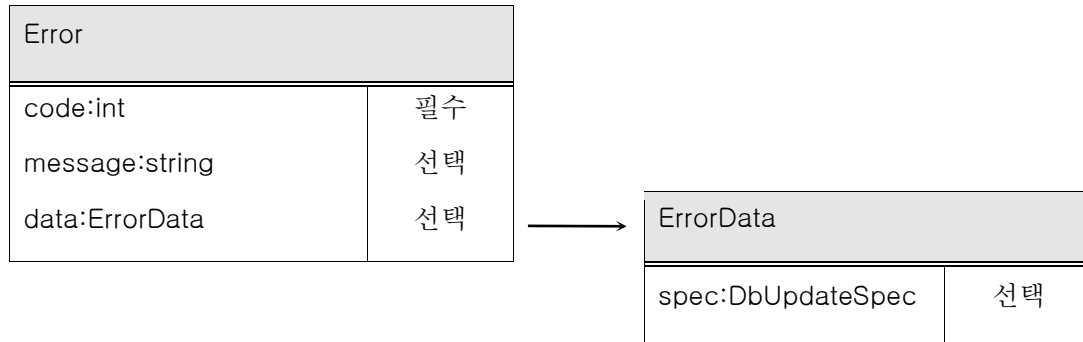 Error
code:int 필수
message:string 선택
data:ErrorData 선택
ErrorData
spec:DbUpdateSpec 선택